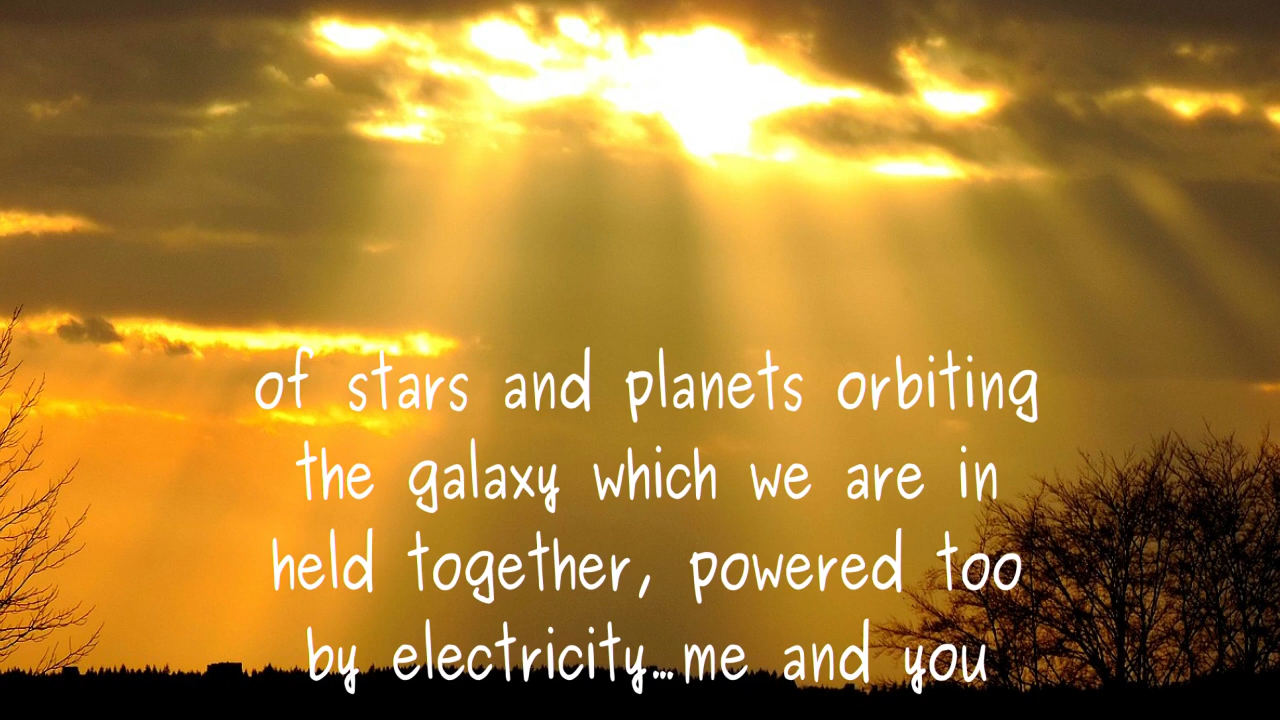 of stars and planets orbiting
the galaxy which we are in
held together, powered too
by electricity...me and you